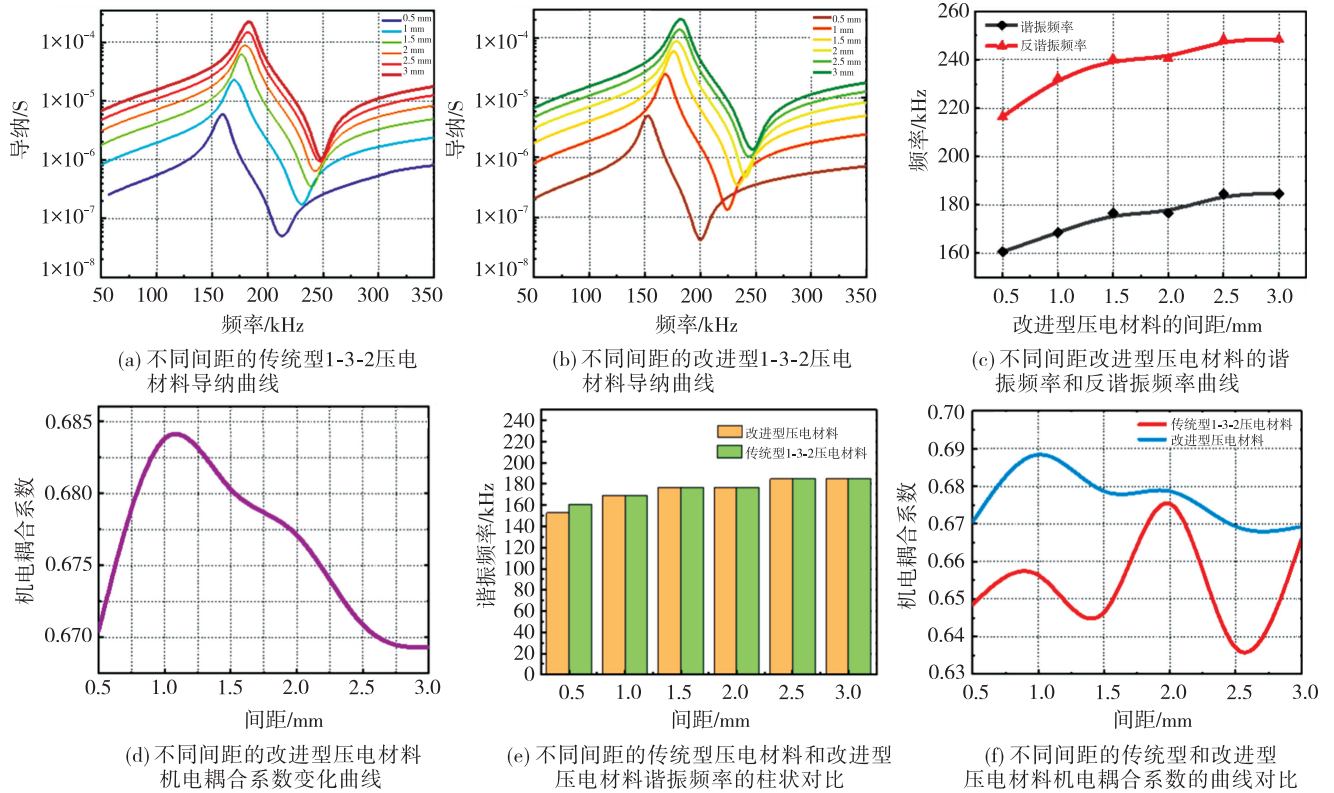 1×10⁻⁴
1×10⁻⁵
1×10⁻⁶
1×10⁻⁷
1×10⁻⁸
导纳/S
0.5 mm
1 mm
1.5 mm
2 mm
2.5 mm
3 mm
50 100 150 200 250 300 350
频率/kHz
(a) 不同间距的传统型1-3-2压电
材料导纳曲线
1×10⁻⁴
1×10⁻⁵
1×10⁻⁶
1×10⁻⁷
1×10⁻⁸
导纳/S
0.5 mm
1 mm
1.5 mm
2 mm
2.5 mm
3 mm
50 100 150 200 250 300 350
频率/kHz
(b) 不同间距的改进型1-3-2压电
材料导纳曲线
260
240
220
200
180
160
频率/kHz
谐振频率
反谐振频率
0.5 1.0 1.5 2.0 2.5 3.0
改进型压电材料的间距/mm
(c) 不同间距改进型压电材料的谐
振频率和反谐振频率曲线
0.685
0.680
0.675
0.670
机电耦合系数
0.5 1.0 1.5 2.0 2.5 3.0
间距/mm
(d) 不同间距的改进型压电材料
机电耦合系数变化曲线
240
220
200
180
160
140
120
100
80
60
40
20
0
谐振频率/kHz
改进型压电材料
传统型1-3-2压电材料
0.5 1.0 1.5 2.0 2.5 3.0
间距/mm
(e) 不同间距的传统型压电材料和改进型
压电材料谐振频率的柱状对比
0.70
0.69
0.68
0.67
0.66
0.65
0.64
0.63
机电耦合系数
传统型1-3-2压电材料
改进型压电材料
0.5 1.0 1.5 2.0 2.5 3.0
间距/mm
(f) 不同间距的传统型和改进型
压电材料机电耦合系数的曲线对比